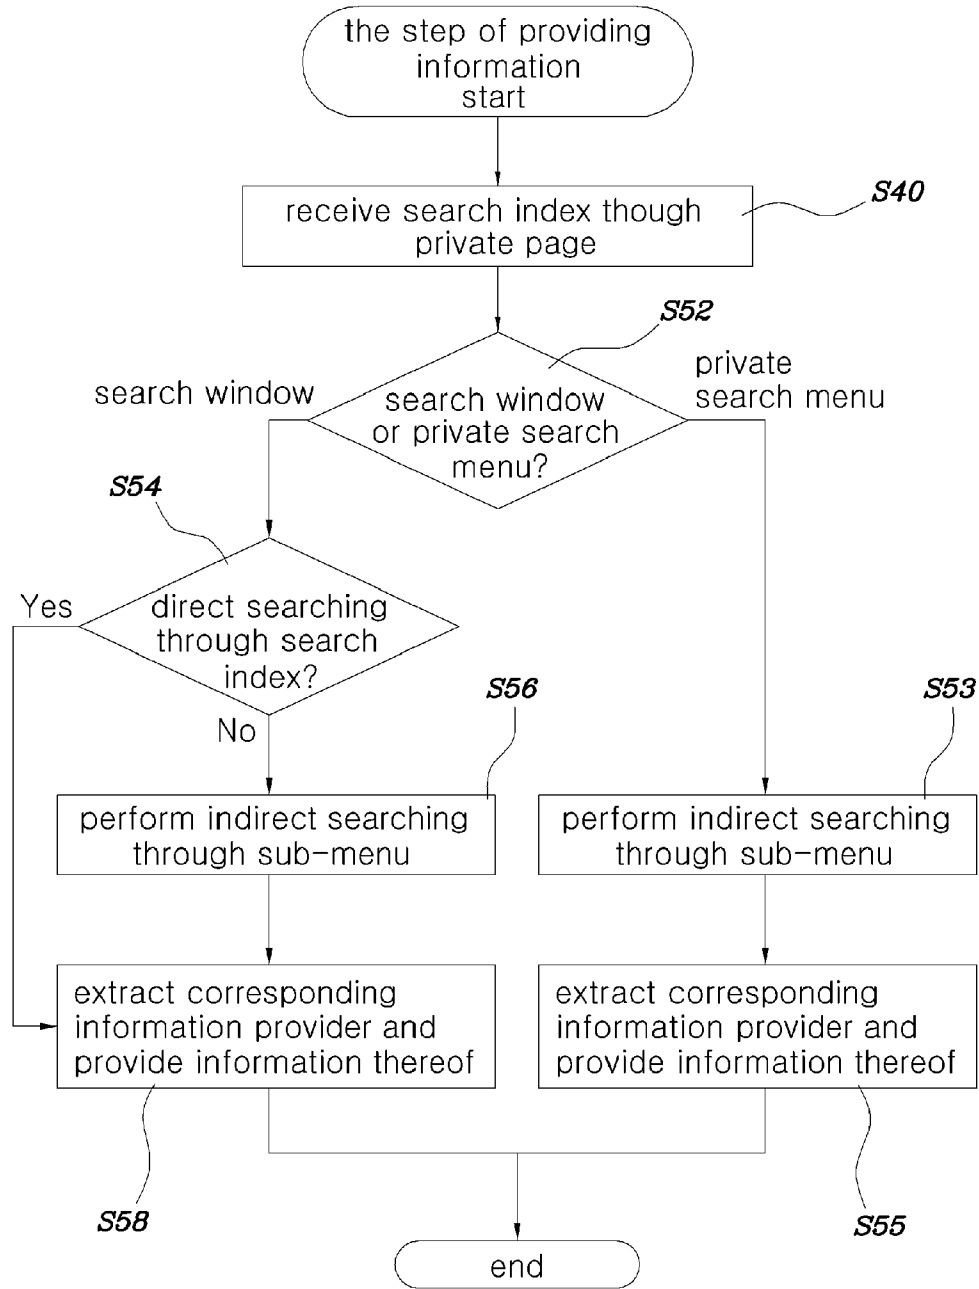 the step of providing
information
start
S40
receive search index though
private page
S52
search window
private
search menu
search window
or private search
menu?
S54
Yes
direct searching
through search
index?
No
S56
S53
perform indirect searching
through sub-menu
perform indirect searching
through sub-menu
extract corresponding
information provider and
provide information thereof
extract corresponding
information provider and
provide information thereof
S58
S55
end